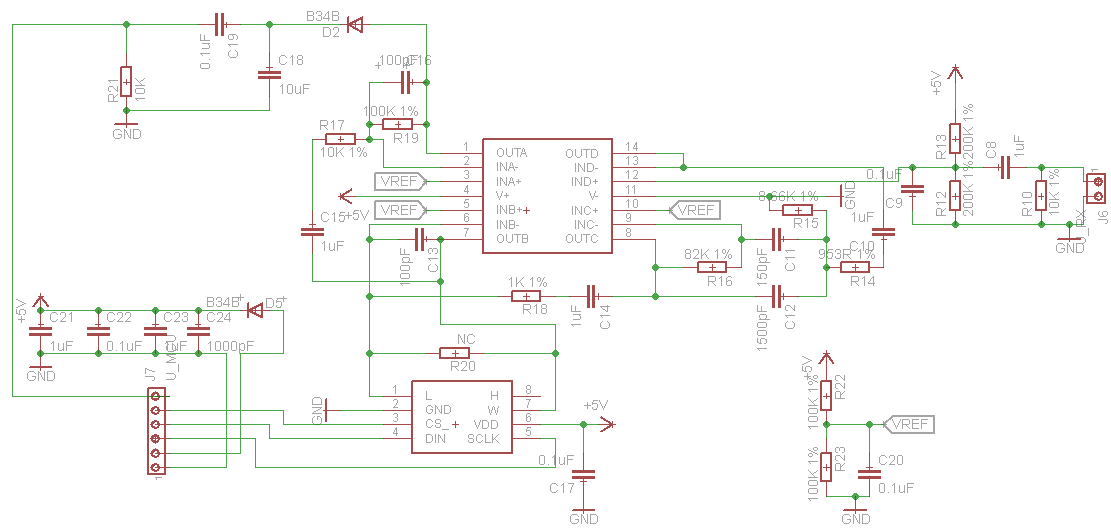 B34B
D2
0.1uF
C19
C18
10uF
R21
10K
GND
100pF
C16
100K 1%
R19
R17
10K 1%
VREF
+5V
VREF
C15
1uF
100pF
C13
1 OUTA
2 INA-
3 INA+
4 V+
5 INB+
6 INB-
7 OUTB
OUTD 14
IND- 13
IND+ 12
V- 11
INC+ 10
INC- 9
OUTC 8
VREF
8.66K 1%
R15
GND
1uF
C10
0.1uF
C9
+5V
R13
200K 1%
R12
200K 1%
C8
1uF
R10
10K 1%
GND
1
J6
82K 1%
R16
150pF
C11
953R 1%
R14
1500pF
C12
1K 1%
R18
1uF
C14
+5V
C21
1uF
C22
0.1uF
C23
C24
1000pF
B34B
D5
GND
J7
U_MCU
1
NC
R20
GND
1 L
2 GND
3 CS_
4 DIN
H 8
W 7
VDD 6
SCLK 5
+5V
0.1uF
C17
GND
+5V
R22
100K 1%
R23
100K 1%
VREF
C20
0.1uF
GND